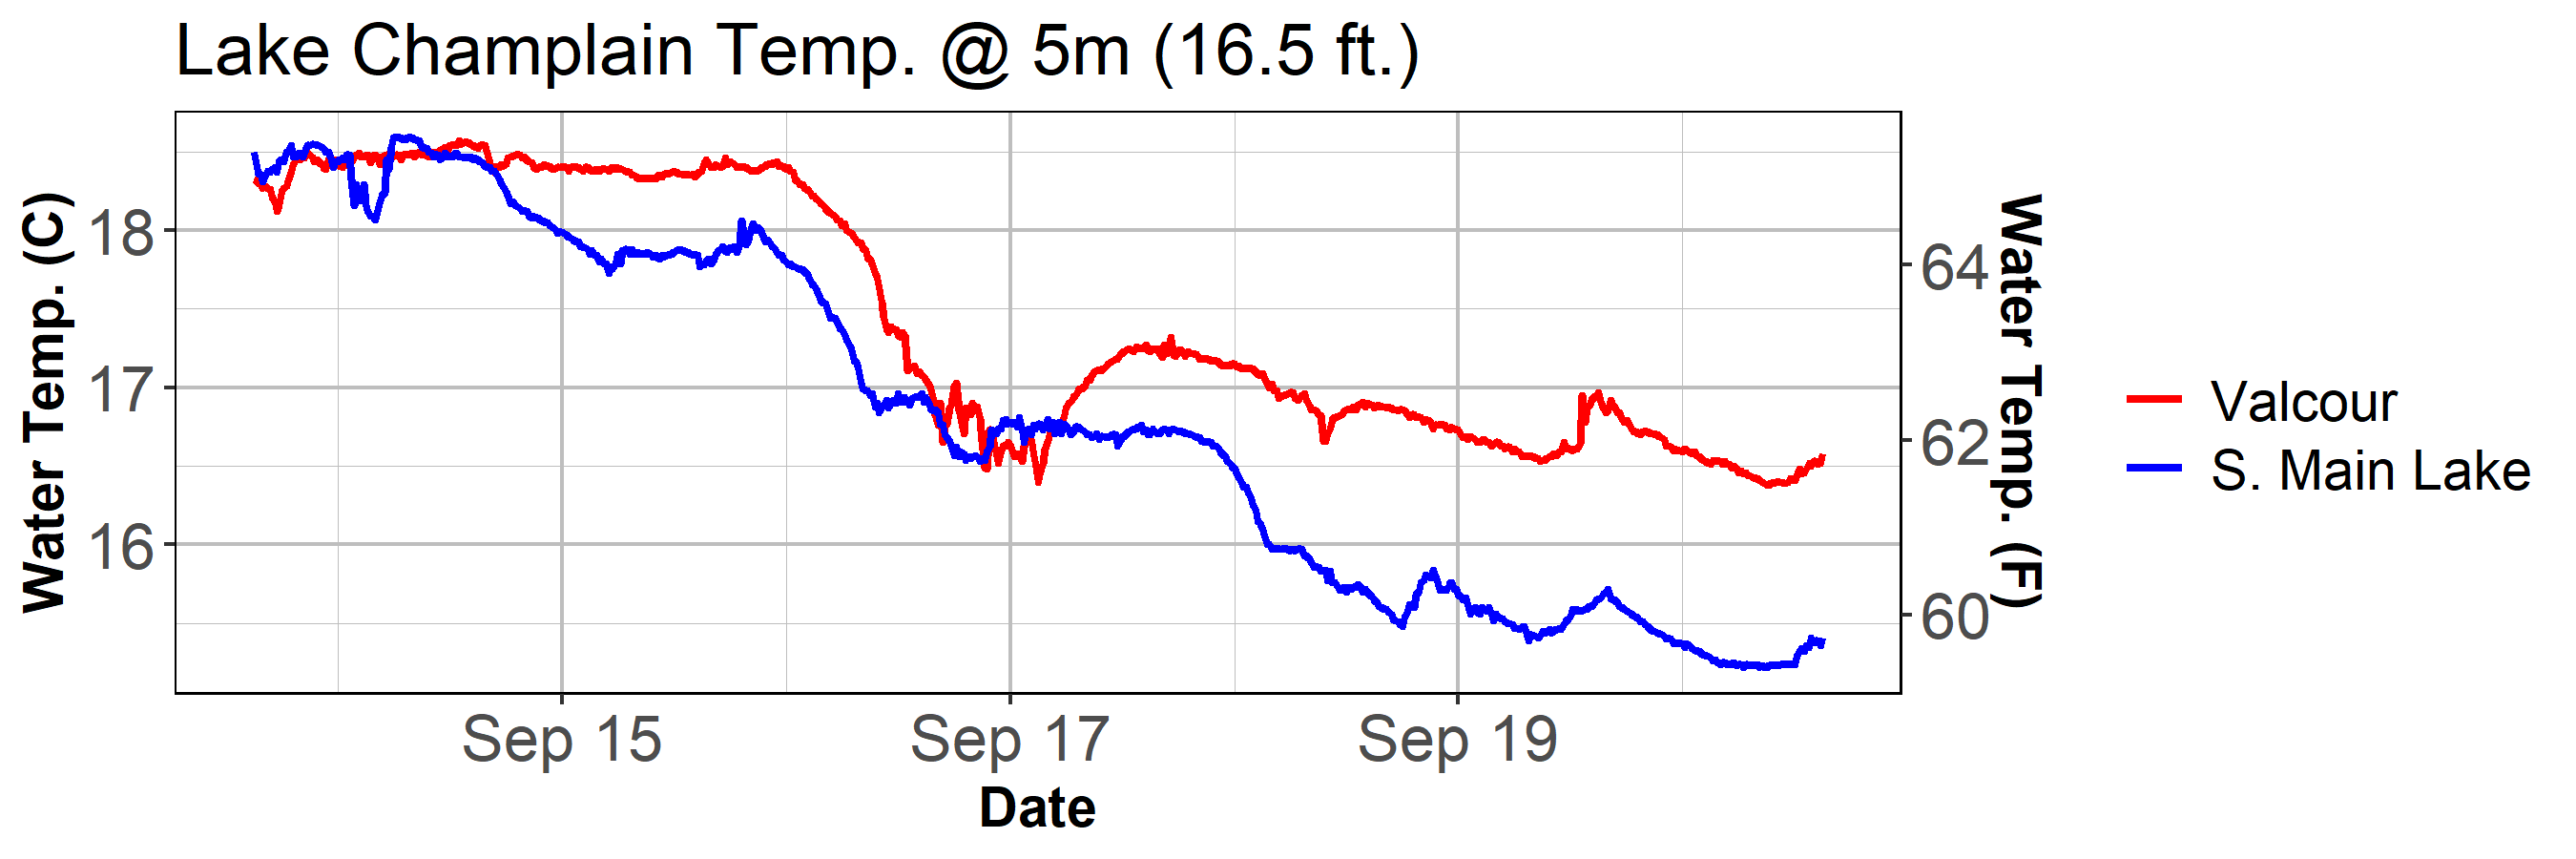 Lake Champlain Temp. @ 5m (16.5 ft.)
Water Temp. (C)
18
17
16
64
62
60
Water Temp. (F)
Sep 15
Sep 17
Sep 19
Date
Valcour
S. Main Lake